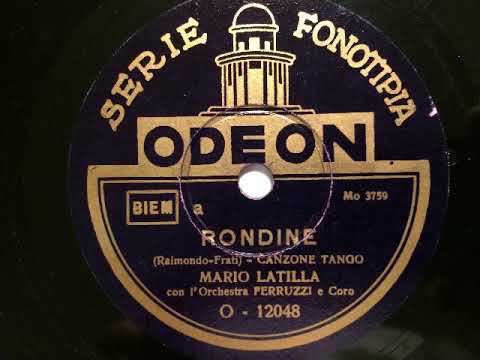 SERIE FONOTIPIA
ODEON
BIEM a
Mo 3759
RONDINE
(Raimondo-Frati) - CANZONE TANGO
MARIO LATILLA
con l'Orchestra FERRUZZI e Coro
O - 12048